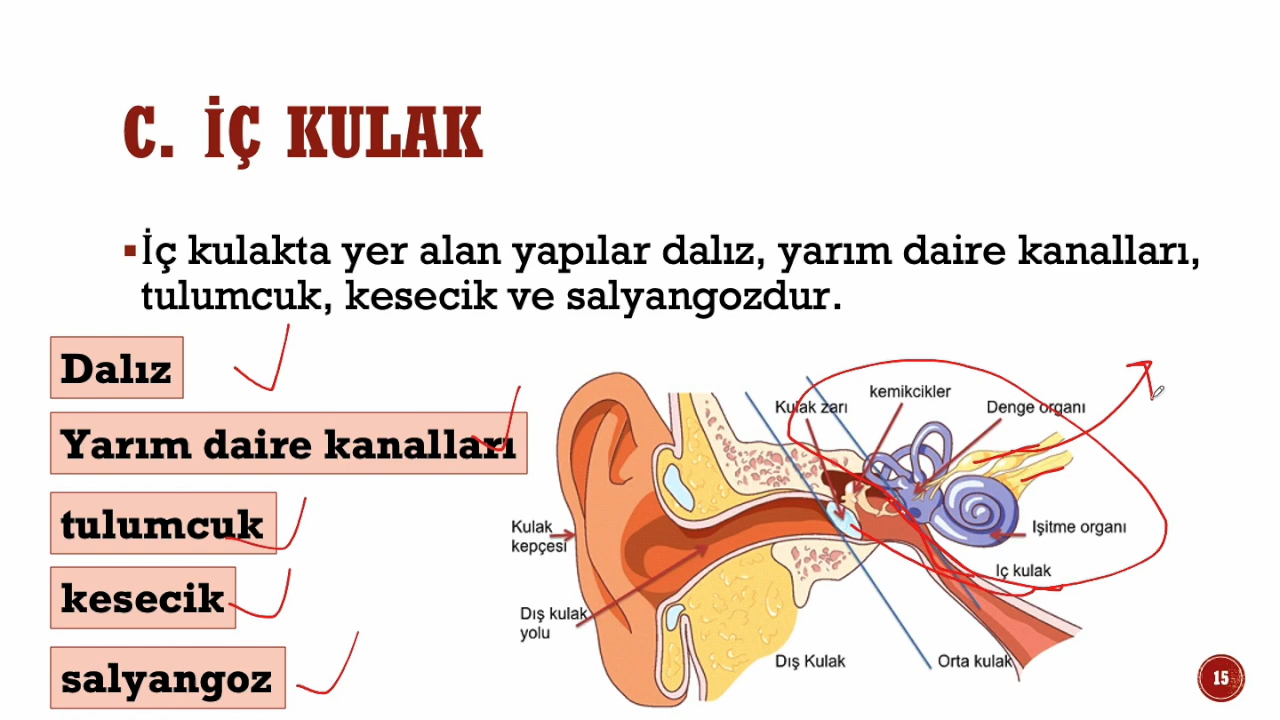 C. İÇ KULAK
▪İç kulakta yer alan yapılar dalız, yarım daire kanalları,
tulumcuk, kesecik ve salyangozdur.
Dalız
Yarım daire kanalları
tulumcuk
kesecik
salyangoz
kemikcikler
Kulak zarı
Denge organı
Kulak
kepçesi
Işitme organı
Iç kulak
Dış kulak
yolu
Dış Kulak
Orta kulak
15